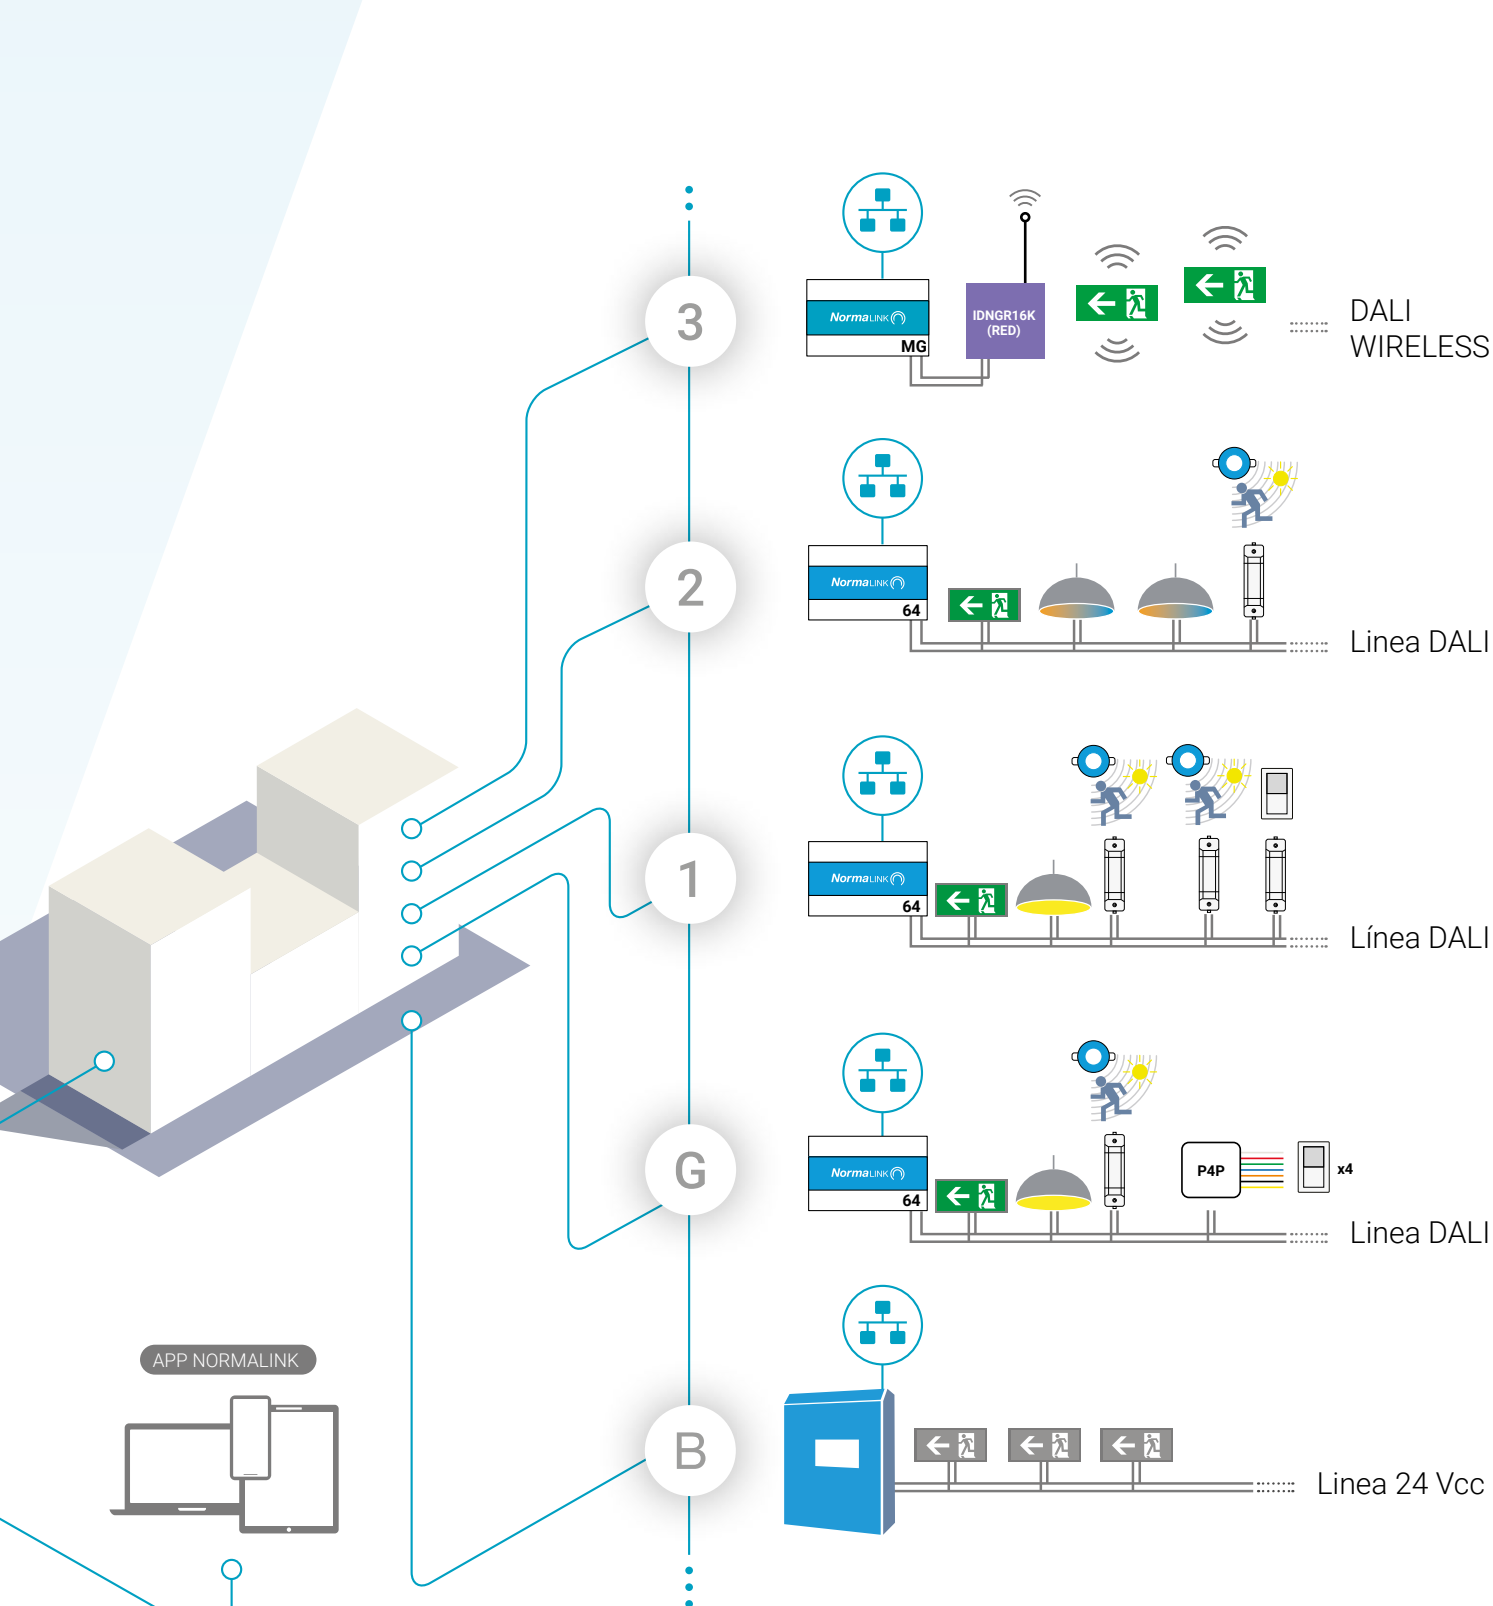 3
NormaLINK
MG
IDNGR16K
(RED)
DALI
WIRELESS
2
NormaLINK
64
Linea DALI
1
NormaLINK
64
Línea DALI
G
NormaLINK
64
P4P
x4
Linea DALI
APP NORMALINK
B
Linea 24 Vcc